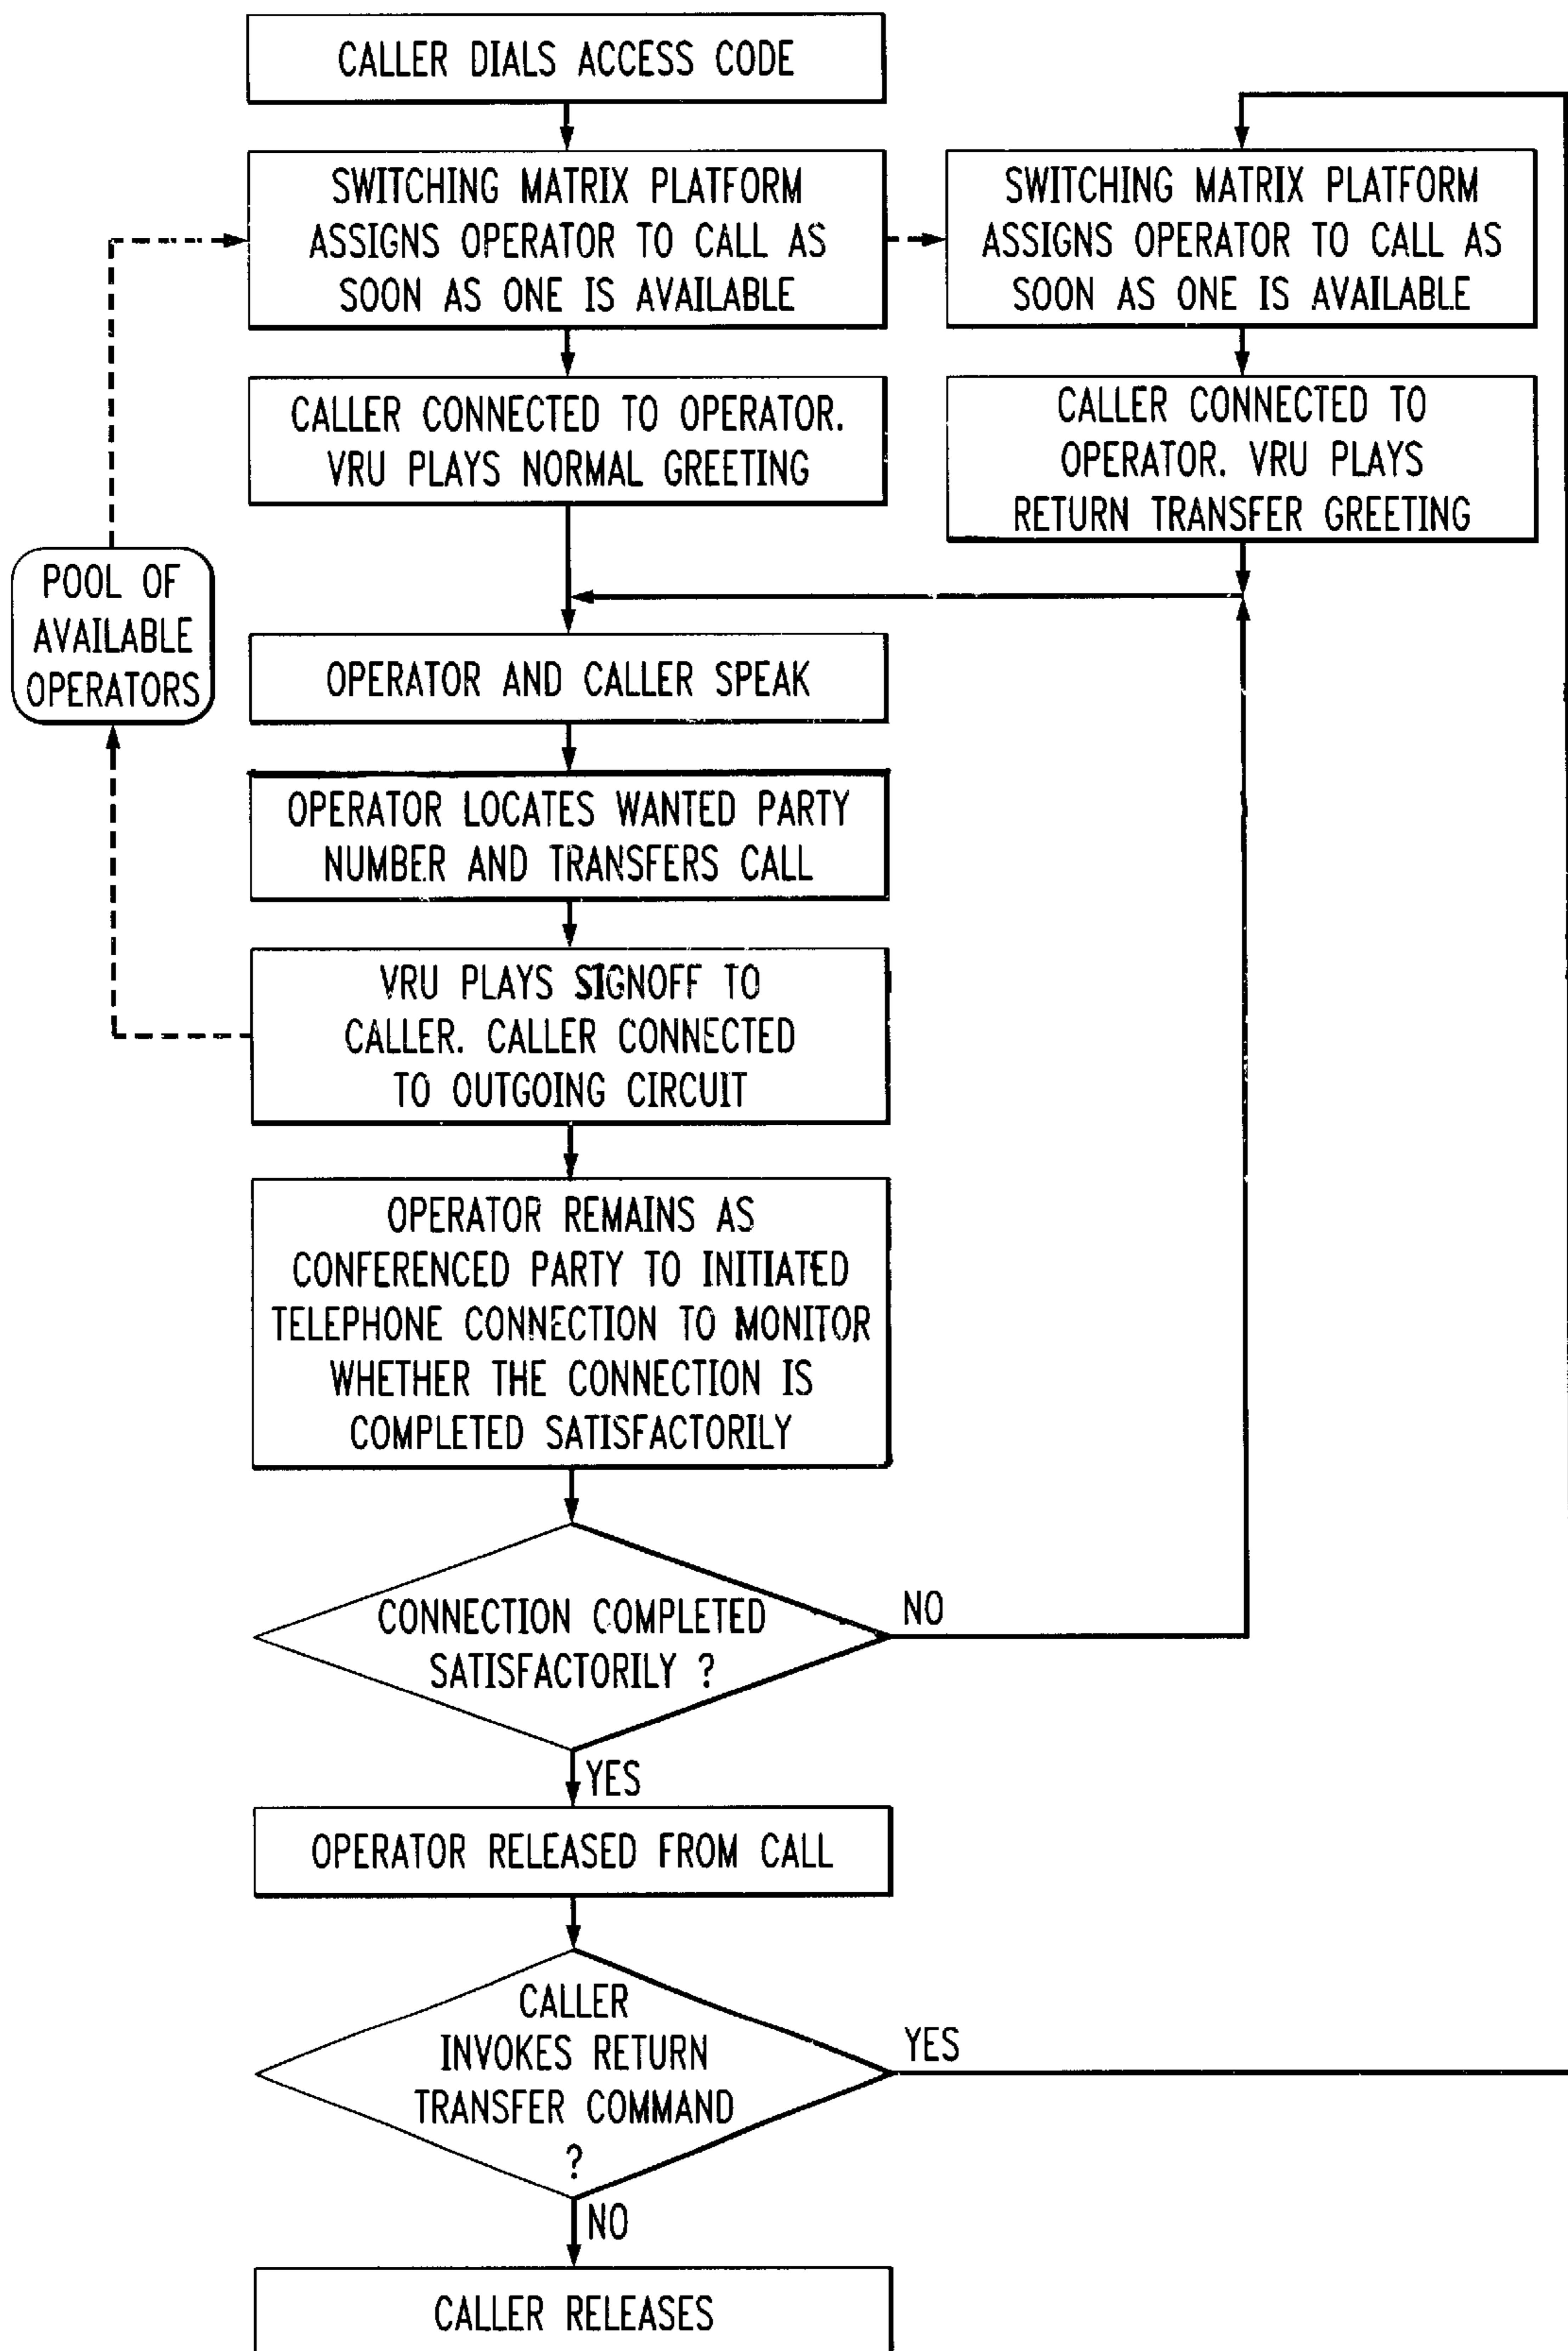 CALLER DIALS ACCESS CODE
SWITCHING MATRIX PLATFORM
ASSIGNS OPERATOR TO CALL AS
SOON AS ONE IS AVAILABLE
SWITCHING MATRIX PLATFORM
ASSIGNS OPERATOR TO CALL AS
SOON AS ONE IS AVAILABLE
CALLER CONNECTED TO OPERATOR.
VRU PLAYS NORMAL GREETING
CALLER CONNECTED TO
OPERATOR. VRU PLAYS
RETURN TRANSFER GREETING
POOL OF
AVAILABLE
OPERATORS
OPERATOR AND CALLER SPEAK
OPERATOR LOCATES WANTED PARTY
NUMBER AND TRANSFERS CALL
VRU PLAYS SIGNOFF TO
CALLER. CALLER CONNECTED
TO OUTGOING CIRCUIT
OPERATOR REMAINS AS
CONFERENCED PARTY TO INITIATED
TELEPHONE CONNECTION TO MONITOR
WHETHER THE CONNECTION IS
COMPLETED SATISFACTORILY
CONNECTION COMPLETED
SATISFACTORILY ?
NO
YES
OPERATOR RELEASED FROM CALL
CALLER
INVOKES RETURN
TRANSFER COMMAND
?
YES
NO
CALLER RELEASES